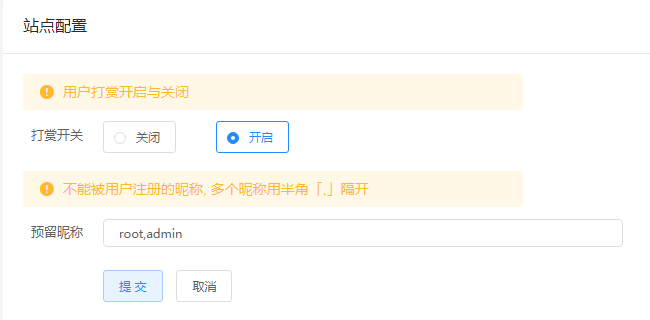 站点配置
用户打赏开启与关闭
打赏开关 关闭 开启
不能被用户注册的昵称, 多个昵称用半角「,」隔开
预留昵称 root,admin
提 交 取消